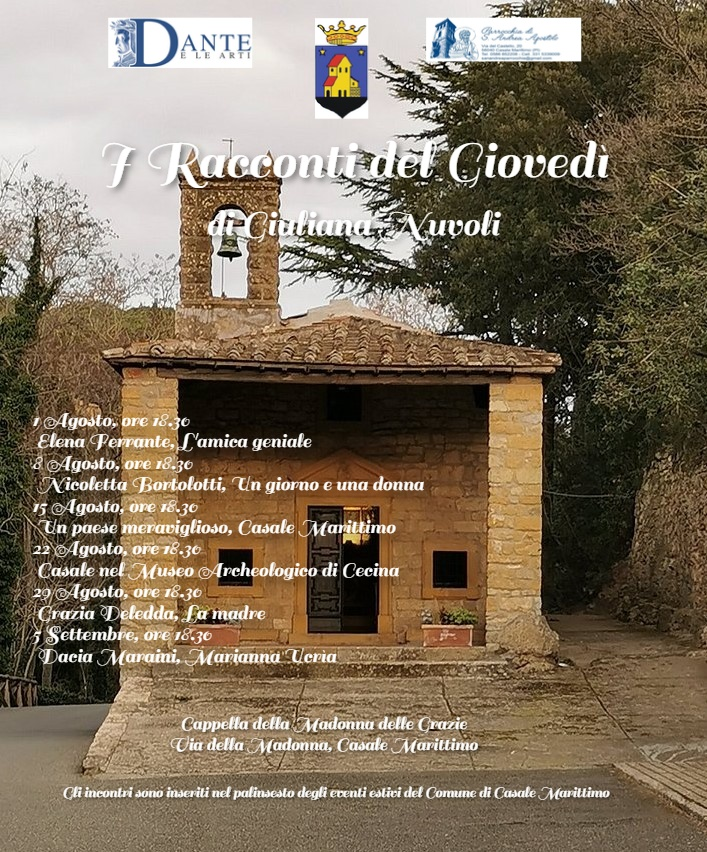 DANTE
E LE ARTI
Parrocchia di
S. Andrea Apostolo
Via del Castello, 25
I Racconti del Giovedì
di Giuliana Nuvoli
1 Agosto, ore 18.30
Elena Ferrante, L'amica geniale
8 Agosto, ore 18.30
Nicoletta Bortolotti, Un giorno e una donna
15 Agosto, ore 18.30
Un paese meraviglioso, Casale Marittimo
22 Agosto, ore 18.30
Casale nel Museo Archeologico di Cecina
29 Agosto, ore 18.30
Grazia Deledda, La madre
5 Settembre, ore 18.30
Dacia Maraini, Marianna Ucria
Cappella della Madonna delle Grazie
Via della Madonna, Casale Marittimo
Gli incontri sono inseriti nel palinsesto degli eventi estivi del Comune di Casale Marittimo